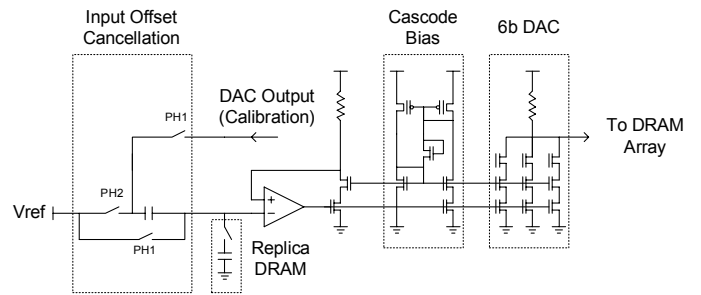 Input Offset
Cancellation
Cascode
Bias
6b DAC
PH1
DAC Output
(Calibration)
To DRAM
Array
PH2
Vref
+
−
PH1
Replica
DRAM